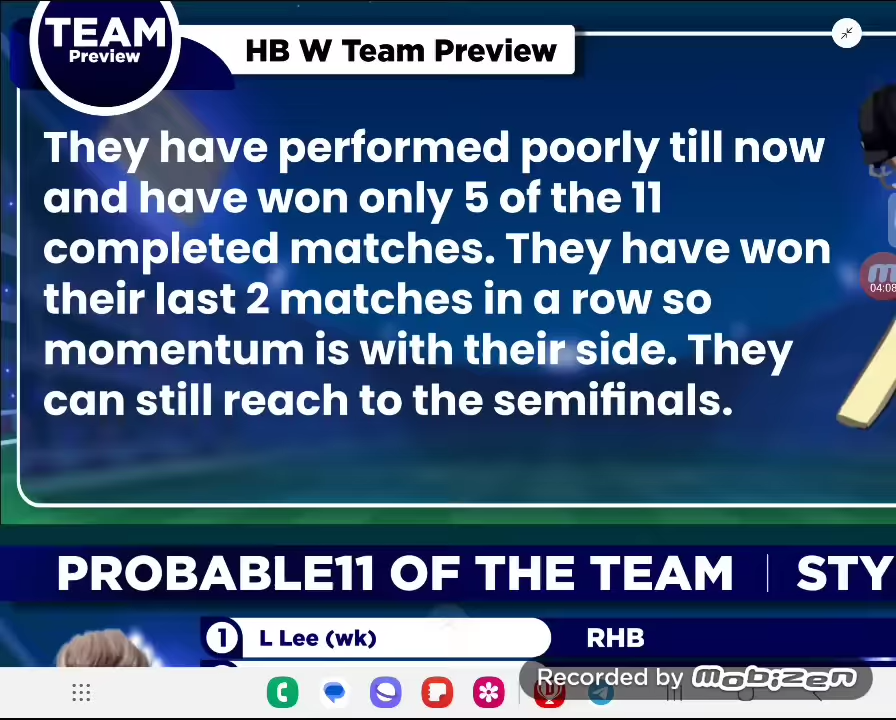 TEAM
Preview
HB W Team Preview
They have performed poorly till now
and have won only 5 of the 11
completed matches. They have won
their last 2 matches in a row so
momentum is with their side. They
can still reach to the semifinals.
04:08
PROBABLE11 OF THE TEAM | STY
1 L Lee (wk) RHB
Recorded by mobizen